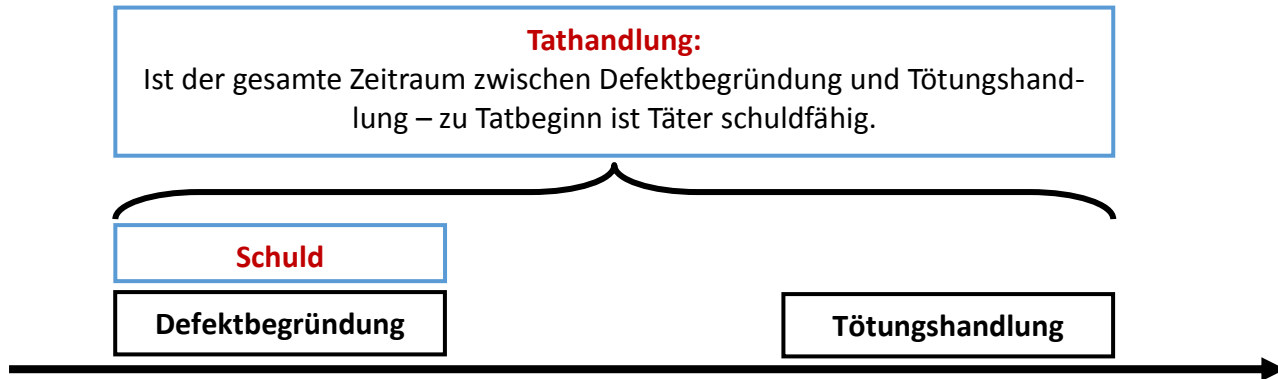 Tathandlung:
Ist der gesamte Zeitraum zwischen Defektbegründung und Tötungshand-
lung – zu Tatbeginn ist Täter schuldfähig.
Schuld
Defektbegründung
Tötungshandlung